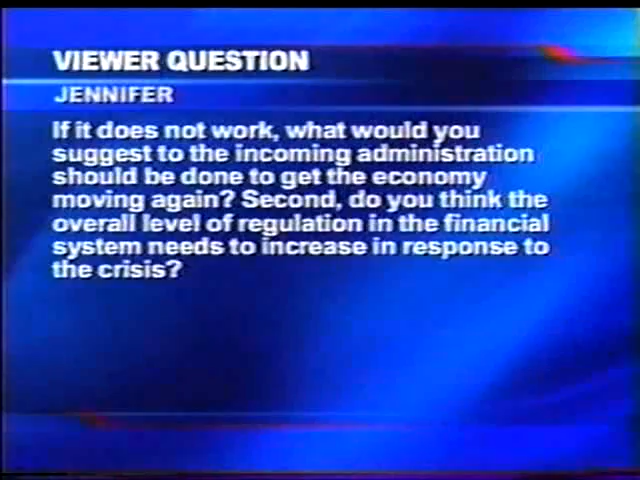 VIEWER QUESTION
JENNIFER
If it does not work, what would you
suggest to the incoming administration
should be done to get the economy
moving again? Second, do you think the
overall level of regulation in the financial
system needs to increase in response to
the crisis?